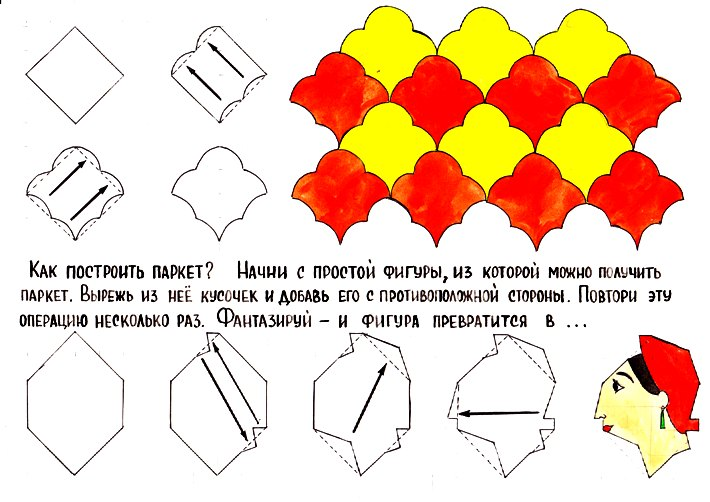 Как построить паркет? Начни с простой фигуры, из которой можно получить
паркет. Вырежь из неё кусочек и добавь его с противоположной стороны. Повтори эту
операцию несколько раз. Фантазируй – и фигура превратится в ...